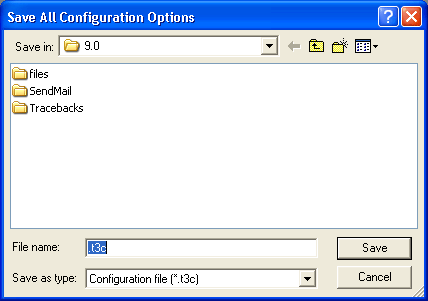 Save All Configuration Options
Save in: 9.0
files
SendMail
Tracebacks
File name: .t3c Save
Save as type: Configuration file (*.t3c) Cancel